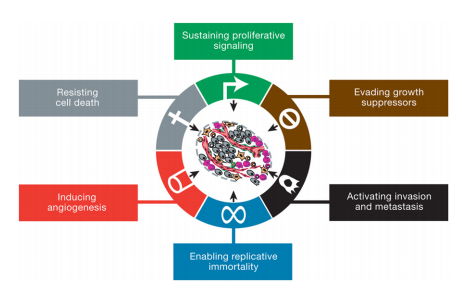 Sustaining proliferative
signaling
Resisting
cell death
Evading growth
suppressors
Inducing
angiogenesis
Activating invasion
and metastasis
Enabling replicative
immortality